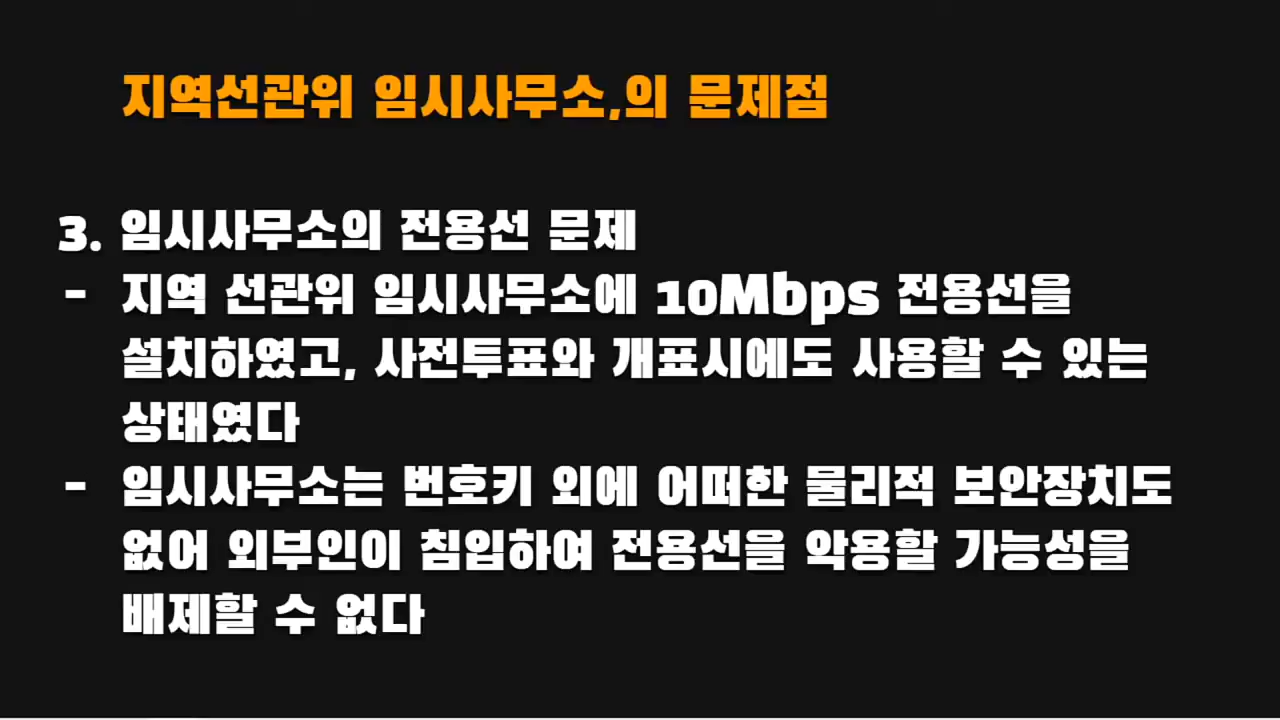 지역선관위 임시사무소,의 문제점
3. 임시사무소의 전용선 문제
- 지역 선관위 임시사무소에 10Mbps 전용선을
설치하였고, 사전투표와 개표시에도 사용할 수 있는
상태였다
- 임시사무소는 번호키 외에 어떠한 물리적 보안장치도
없어 외부인이 침입하여 전용선을 악용할 가능성을
배제할 수 없다